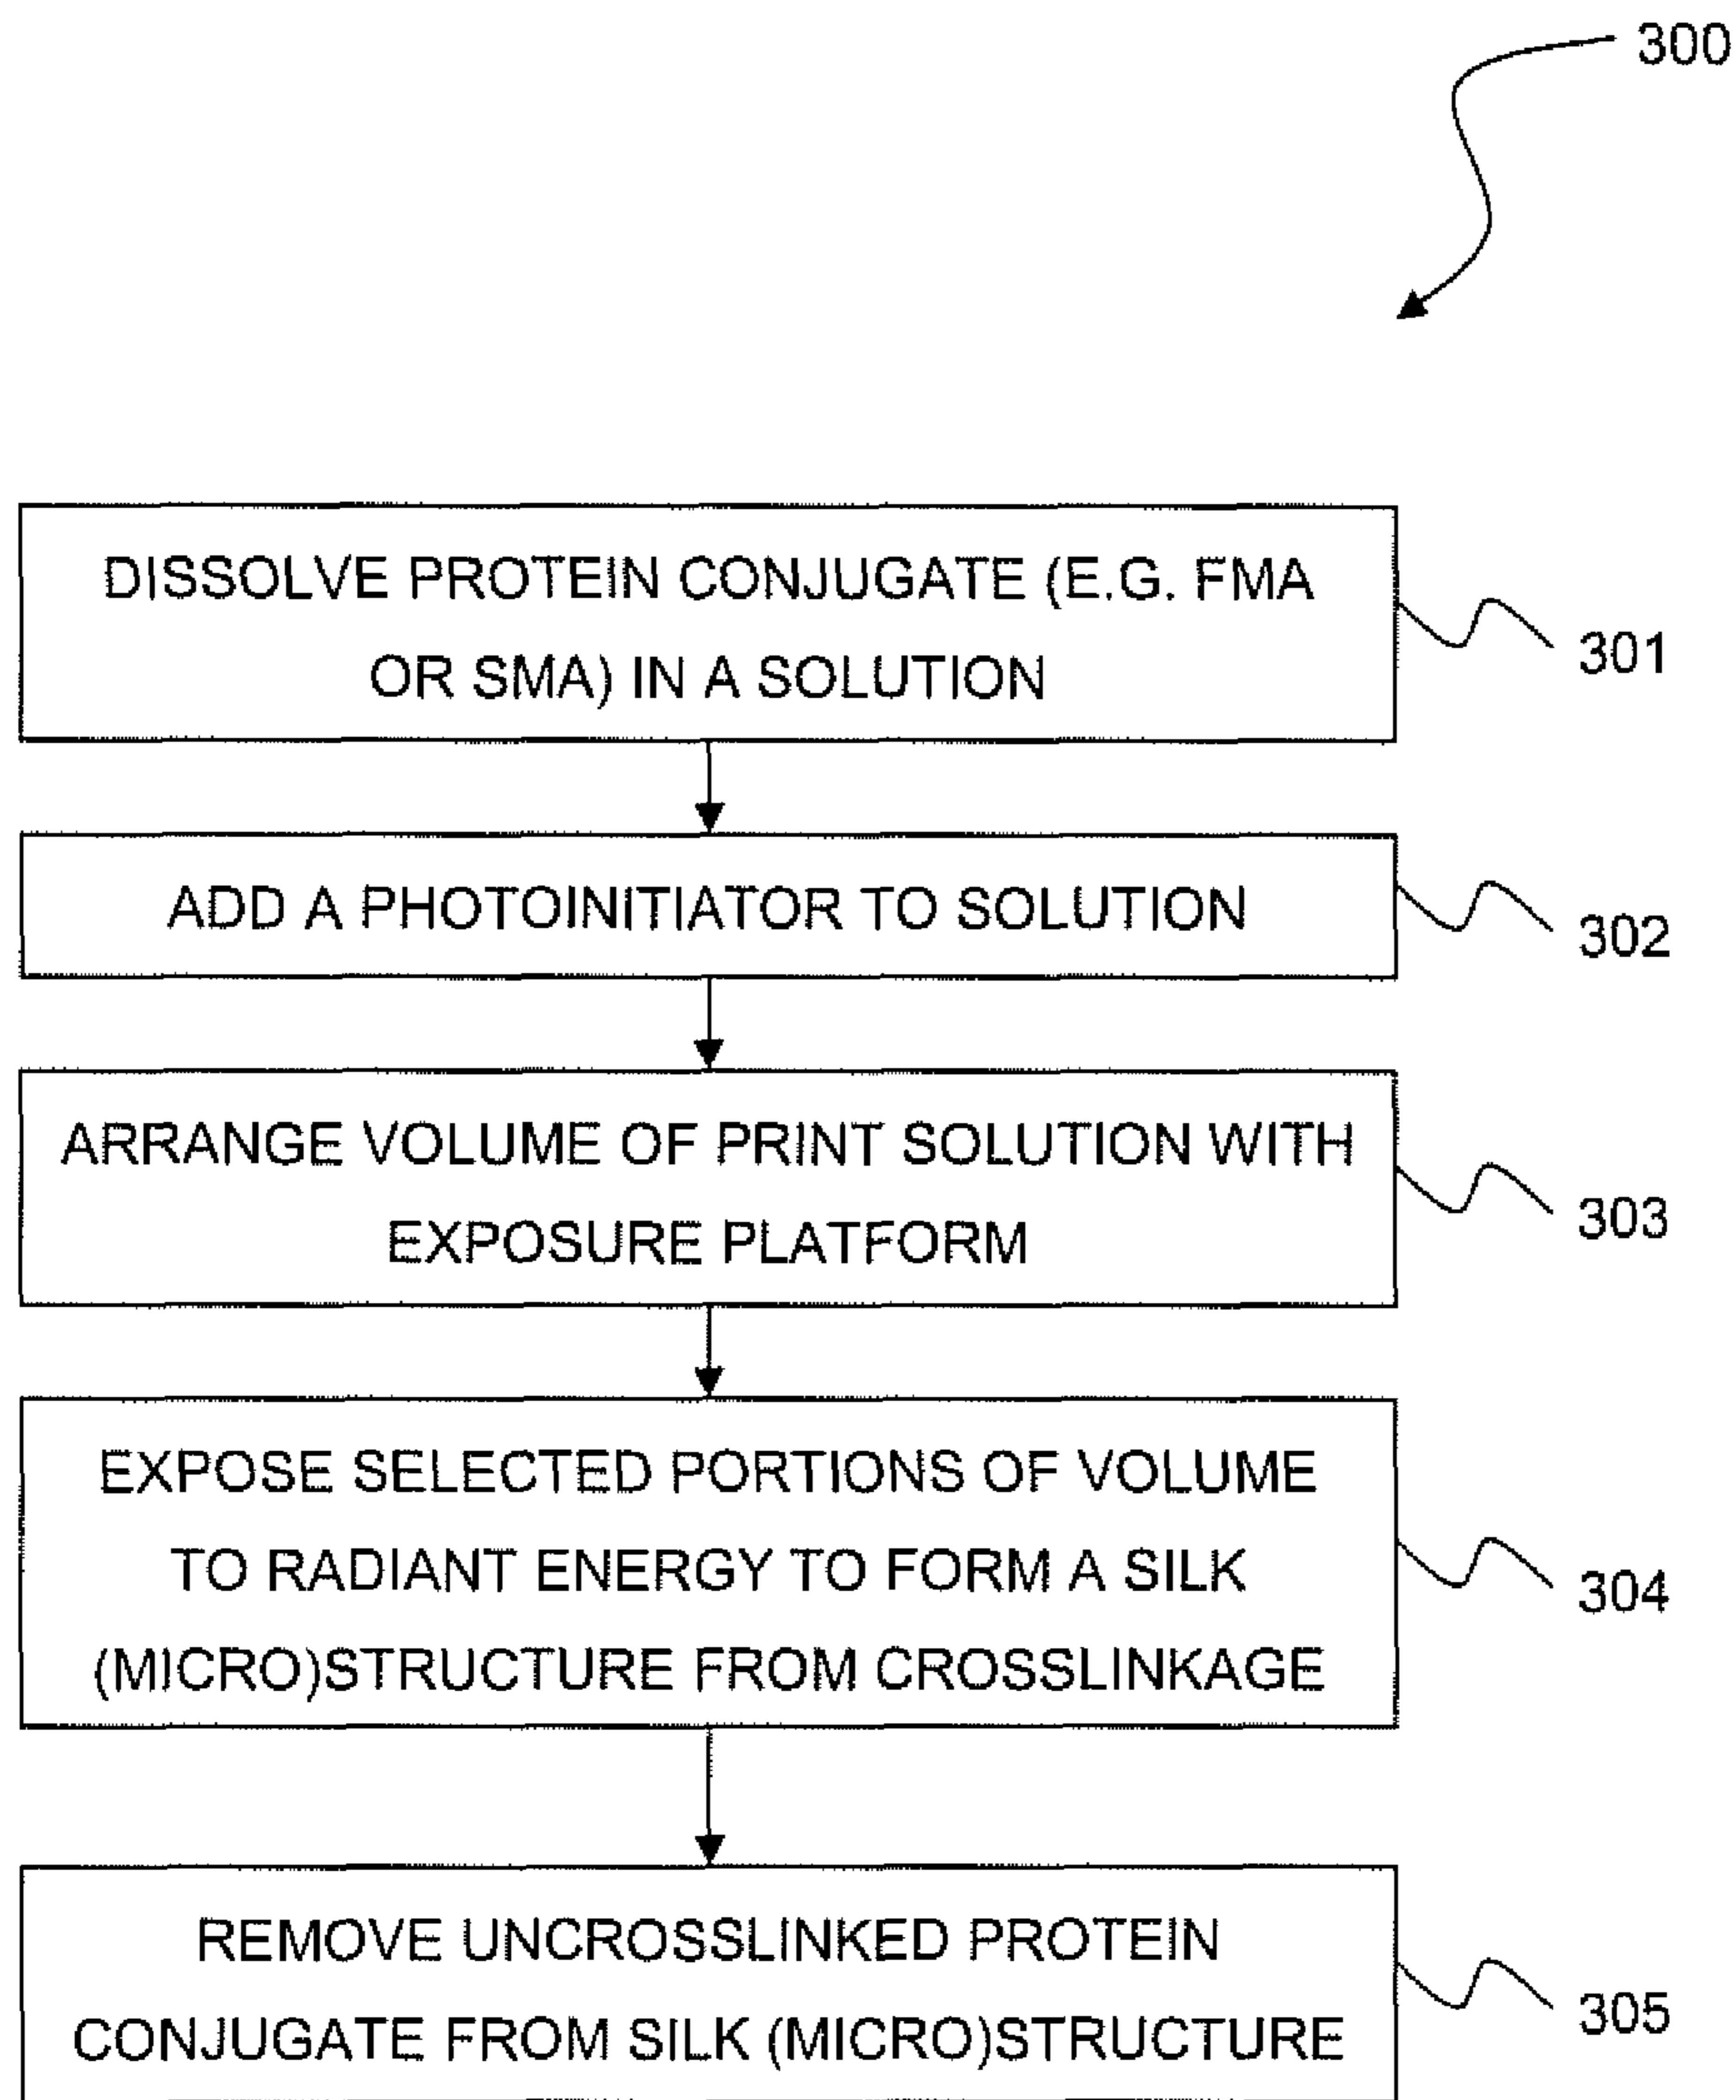 300
DISSOLVE PROTEIN CONJUGATE (E.G. FMA
OR SMA) IN A SOLUTION
301
ADD A PHOTOINITIATOR TO SOLUTION
302
ARRANGE VOLUME OF PRINT SOLUTION WITH
EXPOSURE PLATFORM
303
EXPOSE SELECTED PORTIONS OF VOLUME
TO RADIANT ENERGY TO FORM A SILK
(MICRO)STRUCTURE FROM CROSSLINKAGE
304
REMOVE UNCROSSLINKED PROTEIN
CONJUGATE FROM SILK (MICRO)STRUCTURE
305